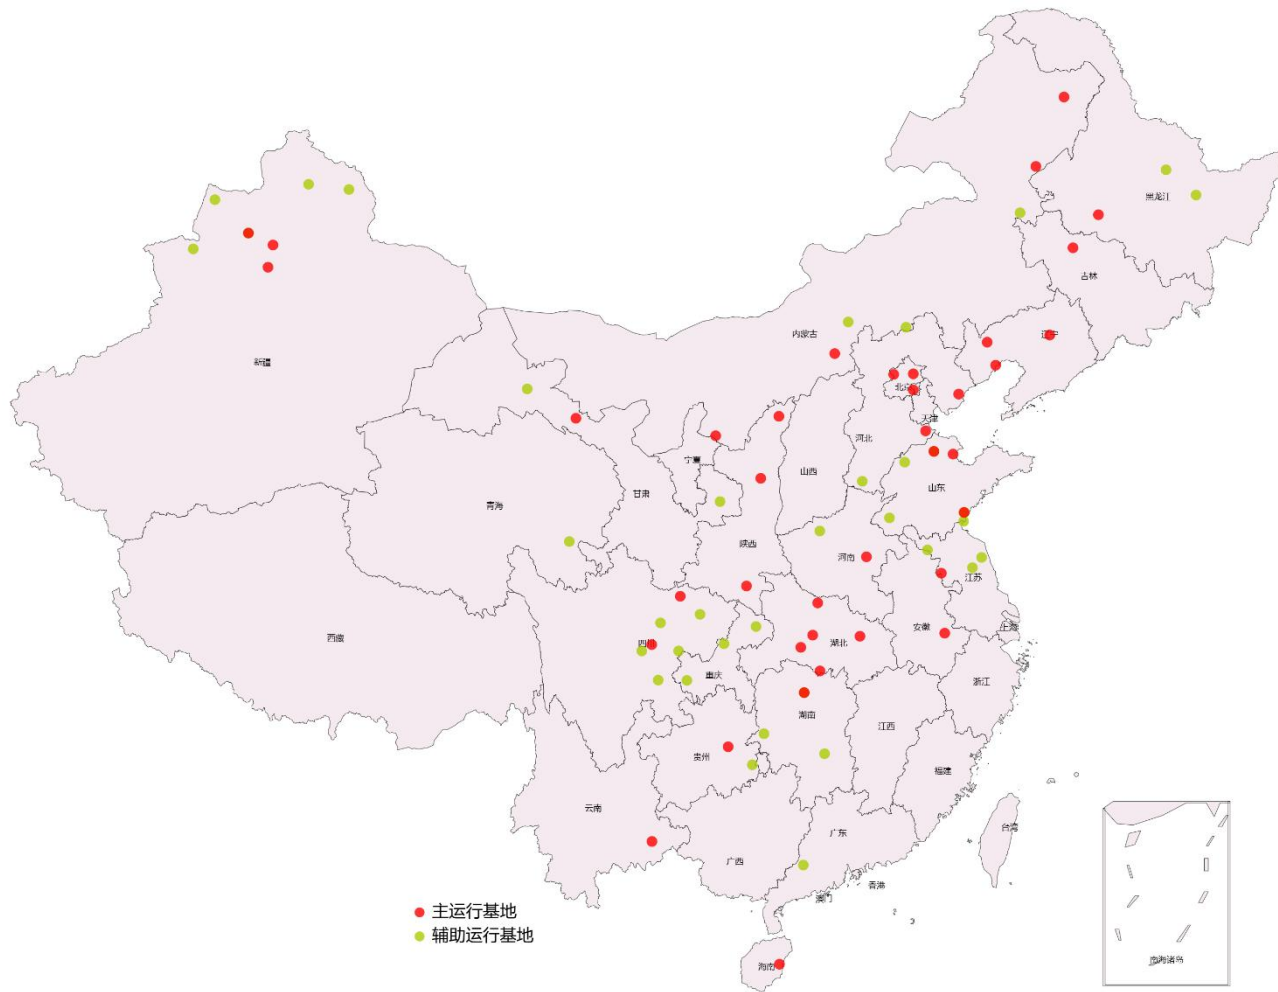 黑龙江
吉林
内蒙古
辽宁
新疆
北京
天津
河北
宁夏
山西
山东
甘肃
青海
陕西
河南
江苏
西藏
安徽
上海
四川
湖北
重庆
浙江
湖南
江西
贵州
福建
云南
台湾
广东
广西
香港
澳门
主运行基地
辅助运行基地
南海诸岛
海南